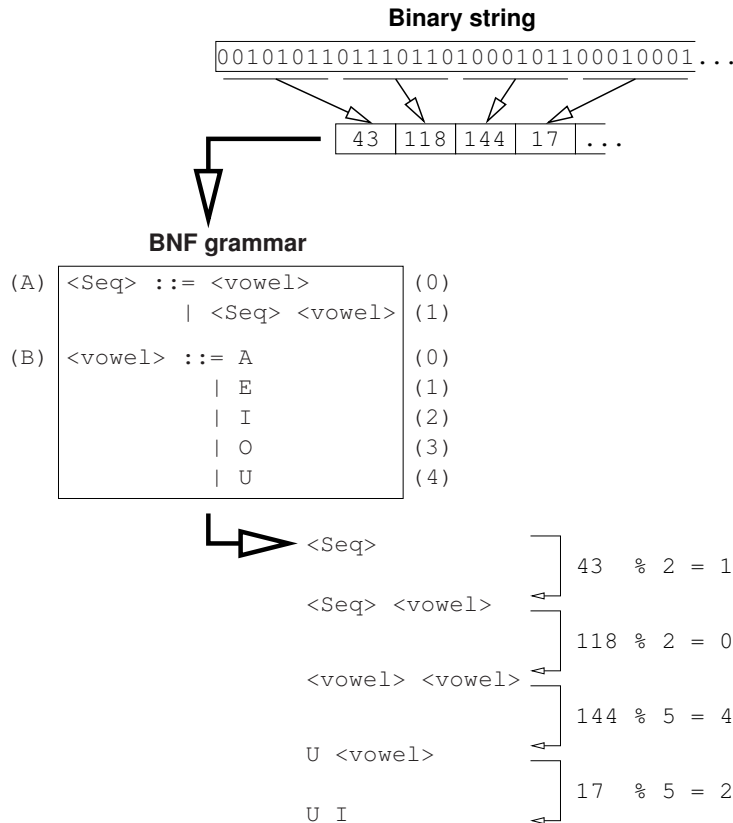 Binary string
00101011011101101000101100010001...
43 118 144 17 ...
BNF grammar
(A) <Seq> ::= <vowel> (0)
| <Seq> <vowel> (1)
(B) <vowel> ::= A (0)
| E (1)
| I (2)
| O (3)
| U (4)
<Seq>
43 % 2 = 1
<Seq> <vowel>
118 % 2 = 0
<vowel> <vowel>
144 % 5 = 4
U <vowel>
17 % 5 = 2
U I